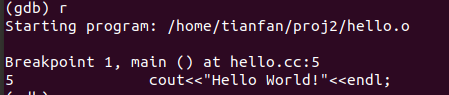 (gdb) r
Starting program: /home/tianfan/proj2/hello.o
Breakpoint 1, main () at hello.cc:5
5 cout<<"Hello World!"<<endl;
(gdb)